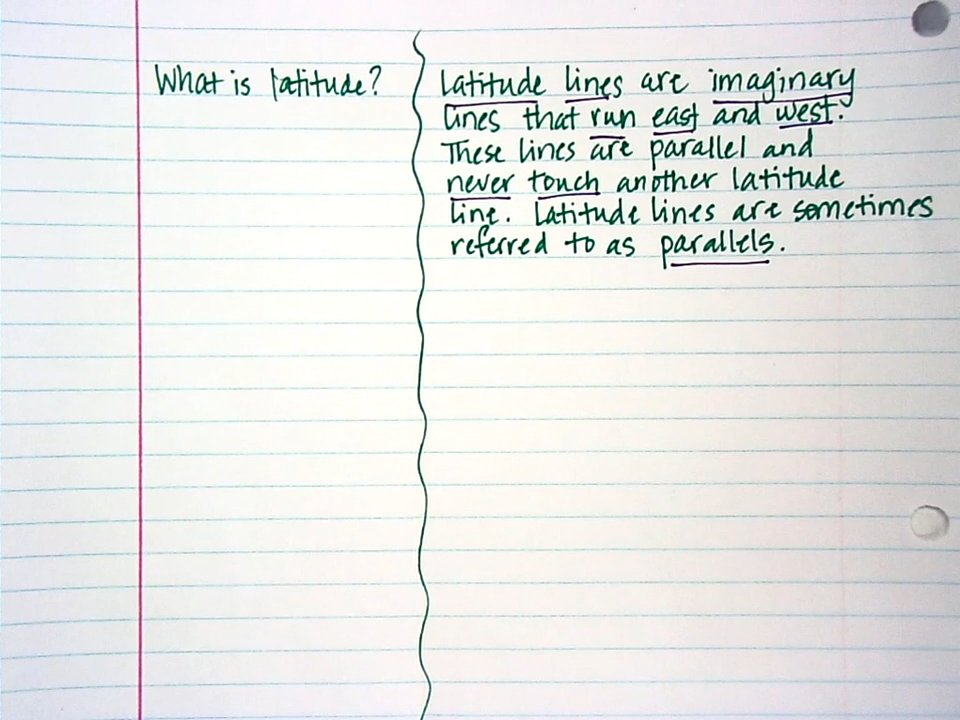 What is latitude?
Latitude lines are imaginary
lines that run east and west.
These lines are parallel and
never touch another latitude
line. Latitude lines are sometimes
referred to as parallels.